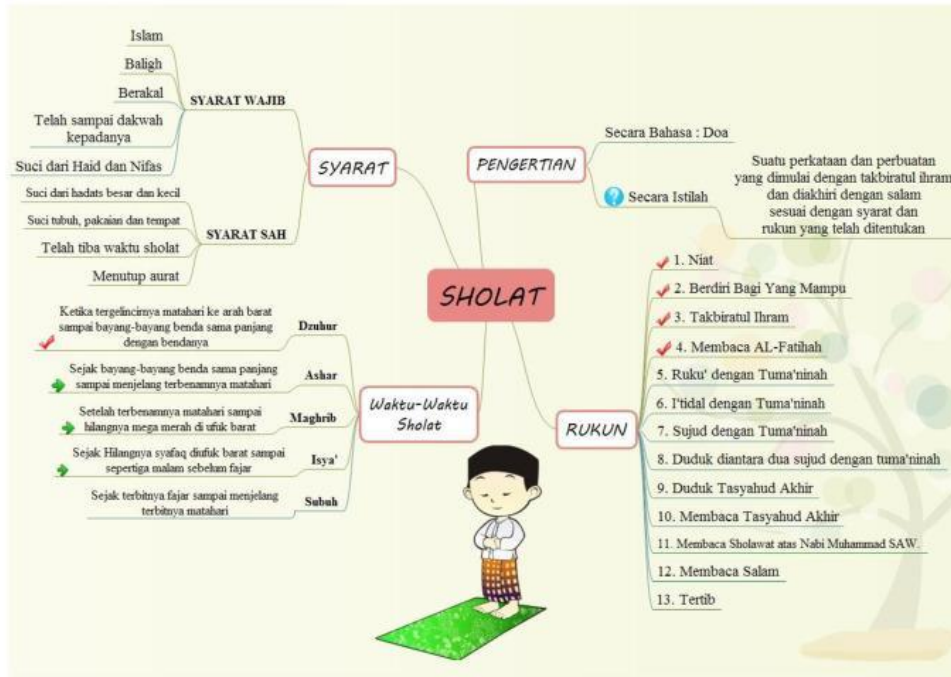 SHOLAT
SYARAT
SYARAT WAJIB
Islam
Baligh
Berakal
Telah sampai dakwah
kepadanya
Suci dari Haid dan Nifas
SYARAT SAH
Suci dari hadats besar dan kecil
Suci tubuh, pakaian dan tempat
Telah tiba waktu sholat
Menutup aurat
Waktu-Waktu
Sholat
Dzuhur
Ketika tergelincirnya matahari ke arah barat
sampai bayang-bayang benda sama panjang
dengan bendanya
Ashar
Sejak bayang-bayang benda sama panjang
sampai menjelang terbenamnya matahari
Maghrib
Setelah terbenamnya matahari sampai
hilangnya mega merah di ufuk barat
Isya'
Sejak Hilangnya syafaq diufuk barat sampai
sepertiga malam sebelum fajar
Subuh
Sejak terbitnya fajar sampai menjelang
terbitnya matahari
PENGERTIAN
Secara Bahasa : Doa
? Secara Istilah
Suatu perkataan dan perbuatan
yang dimulai dengan takbiratul ihram
dan diakhiri dengan salam
sesuai dengan syarat dan
rukun yang telah ditentukan
RUKUN
1. Niat
2. Berdiri Bagi Yang Mampu
3. Takbiratul Ihram
4. Membaca AL-Fatihah
5. Ruku' dengan Tuma'ninah
6. I'tidal dengan Tuma'ninah
7. Sujud dengan Tuma'ninah
8. Duduk diantara dua sujud dengan tuma'ninah
9. Duduk Tasyahud Akhir
10. Membaca Tasyahud Akhir
11. Membaca Sholawat atas Nabi Muhammad SAW.
12. Membaca Salam
13. Tertib